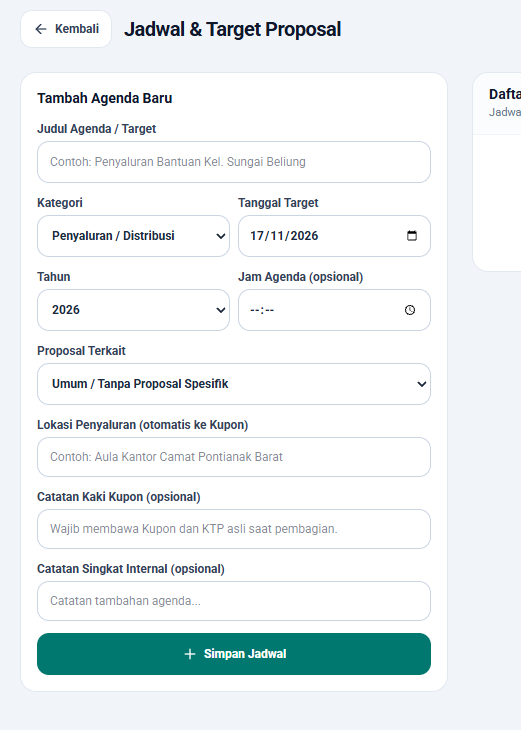 Kembali
Jadwal & Target Proposal
Tambah Agenda Baru
Judul Agenda / Target
Contoh: Penyaluran Bantuan Kel. Sungai Beliung
Kategori
Tanggal Target
Penyaluran / Distribusi
17/11/2026
Tahun
Jam Agenda (opsional)
2026
--:--
Proposal Terkait
Umum / Tanpa Proposal Spesifik
Lokasi Penyaluran (otomatis ke Kupon)
Contoh: Aula Kantor Camat Pontianak Barat
Catatan Kaki Kupon (opsional)
Wajib membawa Kupon dan KTP asli saat pembagian.
Catatan Singkat Internal (opsional)
Catatan tambahan agenda...
Simpan Jadwal
Dafta
Jadwa